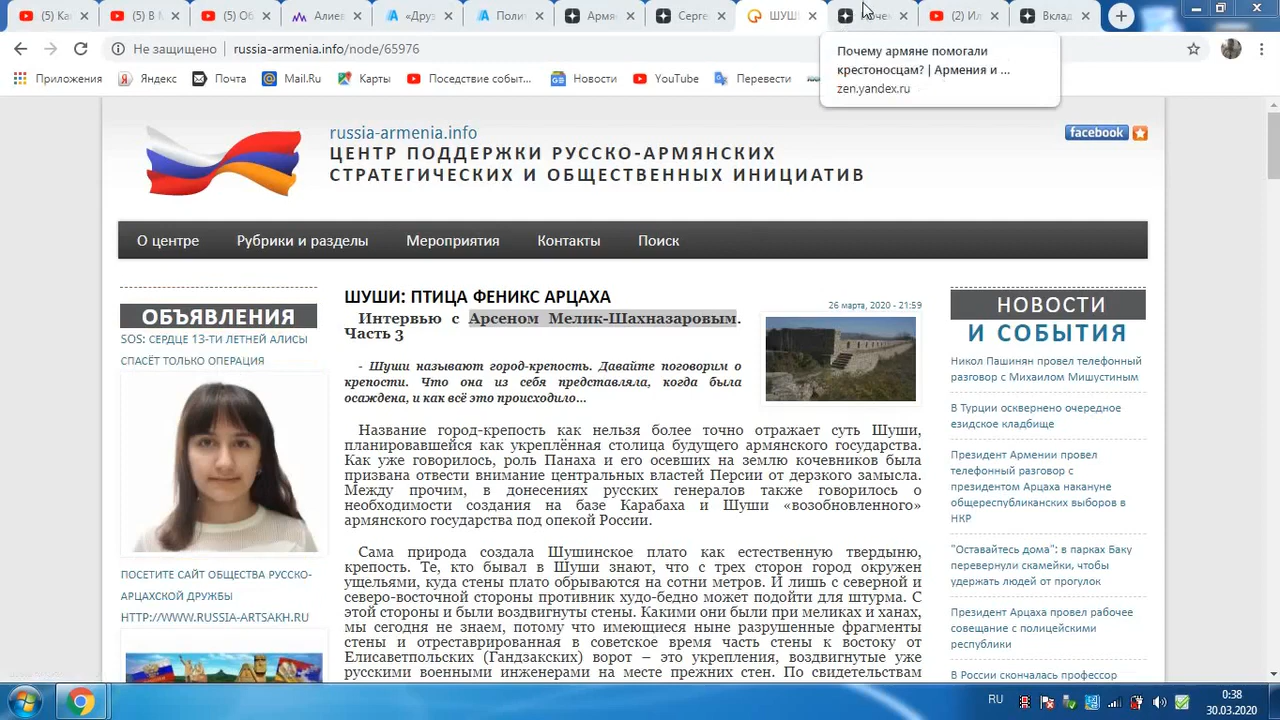 (5) Ка
(5) В М
(5) Об
Алиев
«Друз
Поли
Армя
Серге
ШУШ
Поче
(2) Ил
Вклад
Не защищено
russia-armenia.info/node/65976
Почему армяне помогали
крестоносцам? | Армения и ...
zen.yandex.ru
Приложения
Яндекс
Почта
Mail.Ru
Карты
Поседствие событ...
Новости
YouTube
Перевести
facebook
russia-armenia.info
ЦЕНТР ПОДДЕРЖКИ РУССКО-АРМЯНСКИХ
СТРАТЕГИЧЕСКИХ И ОБЩЕСТВЕННЫХ ИНИЦИАТИВ
О центре
Рубрики и разделы
Мероприятия
Контакты
Поиск
ОБЪЯВЛЕНИЯ
SOS: СЕРДЦЕ 13-ТИ ЛЕТНЕЙ АЛИСЫ
СПАСЁТ ТОЛЬКО ОПЕРАЦИЯ
ПОСЕТИТЕ САЙТ ОБЩЕСТВА РУССКО-
АРЦАХСКОЙ ДРУЖБЫ
HTTP://WWW.RUSSIA-ARTSAKH.RU
ШУШИ: ПТИЦА ФЕНИКС АРЦАХА
26 марта, 2020 - 21:59
Интервью с Арсеном Мелик-Шахназаровым.
Часть 3
- Шуши называют город-крепость. Давайте поговорим о
крепости. Что она из себя представляла, когда была
осаждена, и как всё это происходило...
Название город-крепость как нельзя более точно отражает суть Шуши,
планировавшейся как укреплённая столица будущего армянского государства.
Как уже говорилось, роль Панаха и его осевших на землю кочевников была
призвана отвести внимание центральных властей Персии от дерзкого замысла.
Между прочим, в донесениях русских генералов также говорилось о
необходимости создания на базе Карабаха и Шуши «возобновленного»
армянского государства под опекой России.
Сама природа создала Шушинское плато как естественную твердыню,
крепость. Те, кто бывал в Шуши знают, что с трех сторон город окружен
ущельями, куда стены плато обрываются на сотни метров. И лишь с северной и
северо-восточной стороны противник худо-бедно может подойти для штурма. С
этой стороны и были воздвигнуты стены. Какими они были при меликах и ханах,
мы сегодня не знаем, потому что имеющиеся ныне разрушенные фрагменты
стены и отреставрированная в советское время часть стены к востоку от
Елисаветпольских (Гандзакских) ворот – это укрепления, воздвигнутые уже
русскими военными инженерами на месте прежних стен. По свидетельствам
НОВОСТИ
И СОБЫТИЯ
Никол Пашинян провел телефонный
разговор с Михаилом Мишустиным
В Турции осквернено очередное
езидское кладбище
Президент Армении провел
телефонный разговор с
президентом Арцаха накануне
общереспубликанских выборов в
НКР
"Оставайтесь дома": в парках Баку
перевернули скамейки, чтобы
удержать людей от прогулок
Президент Арцаха провел рабочее
совещание с полицейскими
республики
В России скончалась профессор
RU
0:38
30.03.2020